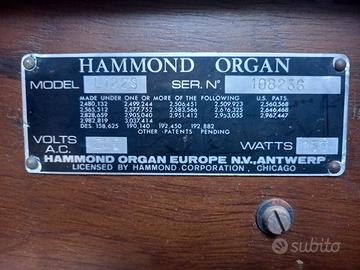 HAMMOND ORGAN
MODEL SER. N° 198236
MADE UNDER ONE OR MORE OF THE FOLLOWING U.S. PATS.
2,480,132 2,499,244 2,506,451 2,509,923 2,560,568
2,565,512 2,577,752 2,583,566 2,616,325 2,646,468
2,828,659 2,905,040 2,951,412 2,953,055 2,967,447
2,982,819 3,037,414
DES. 158,625 190,140 192,450 192,882
OTHER PATENTS PENDING
VOLTS
A.C. WATTS
HAMMOND ORGAN EUROPE N.V., ANTWERP
LICENSED BY HAMMOND CORPORATION, CHICAGO
subito